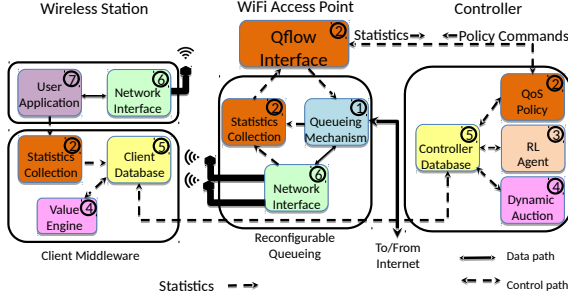 Wireless Station
WiFi Access Point
Controller
2
Qflow
Interface
Statistics
Policy Commands
7
User
Application
6
Network
Interface
2
Statistics
Collection
1
Queueing
Mechanism
2
QoS
Policy
2
Statistics
Collection
5
Client
Database
5
Controller
Database
3
RL
Agent
4
Value
Engine
6
Network
Interface
4
Dynamic
Auction
Client Middleware
Reconfigurable
Queueing
To/From
Internet
Data path
Statistics
Control path